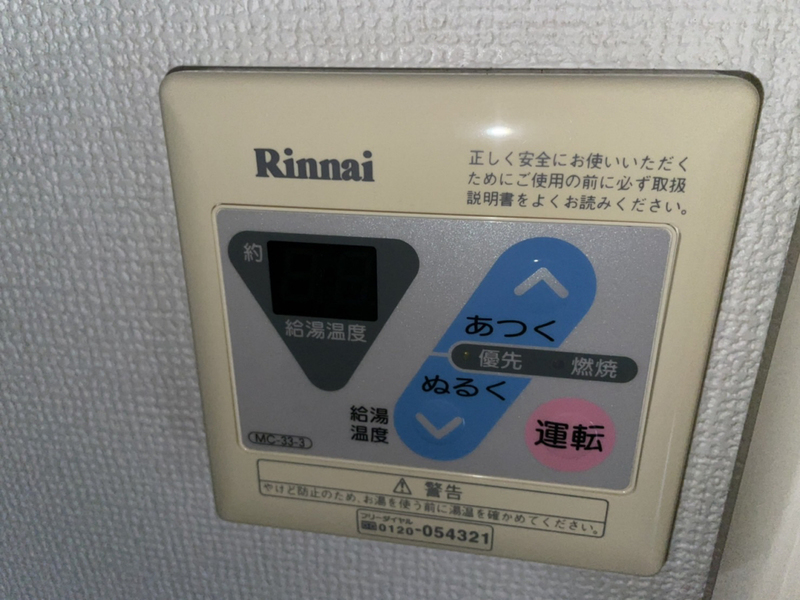 Rinnai
正しく安全にお使いいただく
ためにご使用の前に必ず取扱
説明書をよくお読みください。
約
給湯温度
あつく
優先
燃焼
ぬるく
給湯
温度
運転
MC-33-3
⚠ 警告
やけど防止のため、お湯を使う前に湯温を確かめてください。
フリーダイヤル
0120-054321